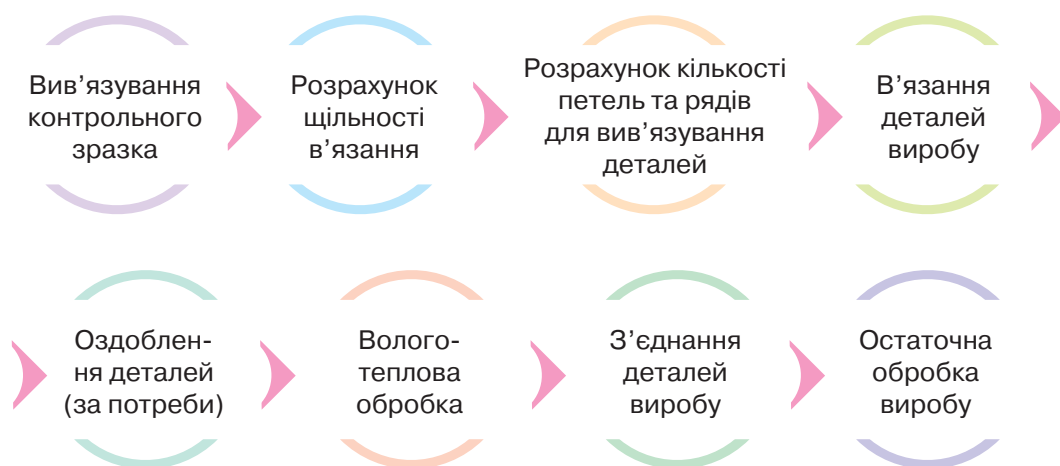 Вив’язування
контрольного
зразка
Розрахунок
щільності
в’язання
Розрахунок кількості
петель та рядів
для вив’язування
деталей
В’язання
деталей
виробу
Оздоблен-
ня деталей
(за потреби)
Волого-
теплова
обробка
З’єднання
деталей
виробу
Остаточна
обробка
виробу